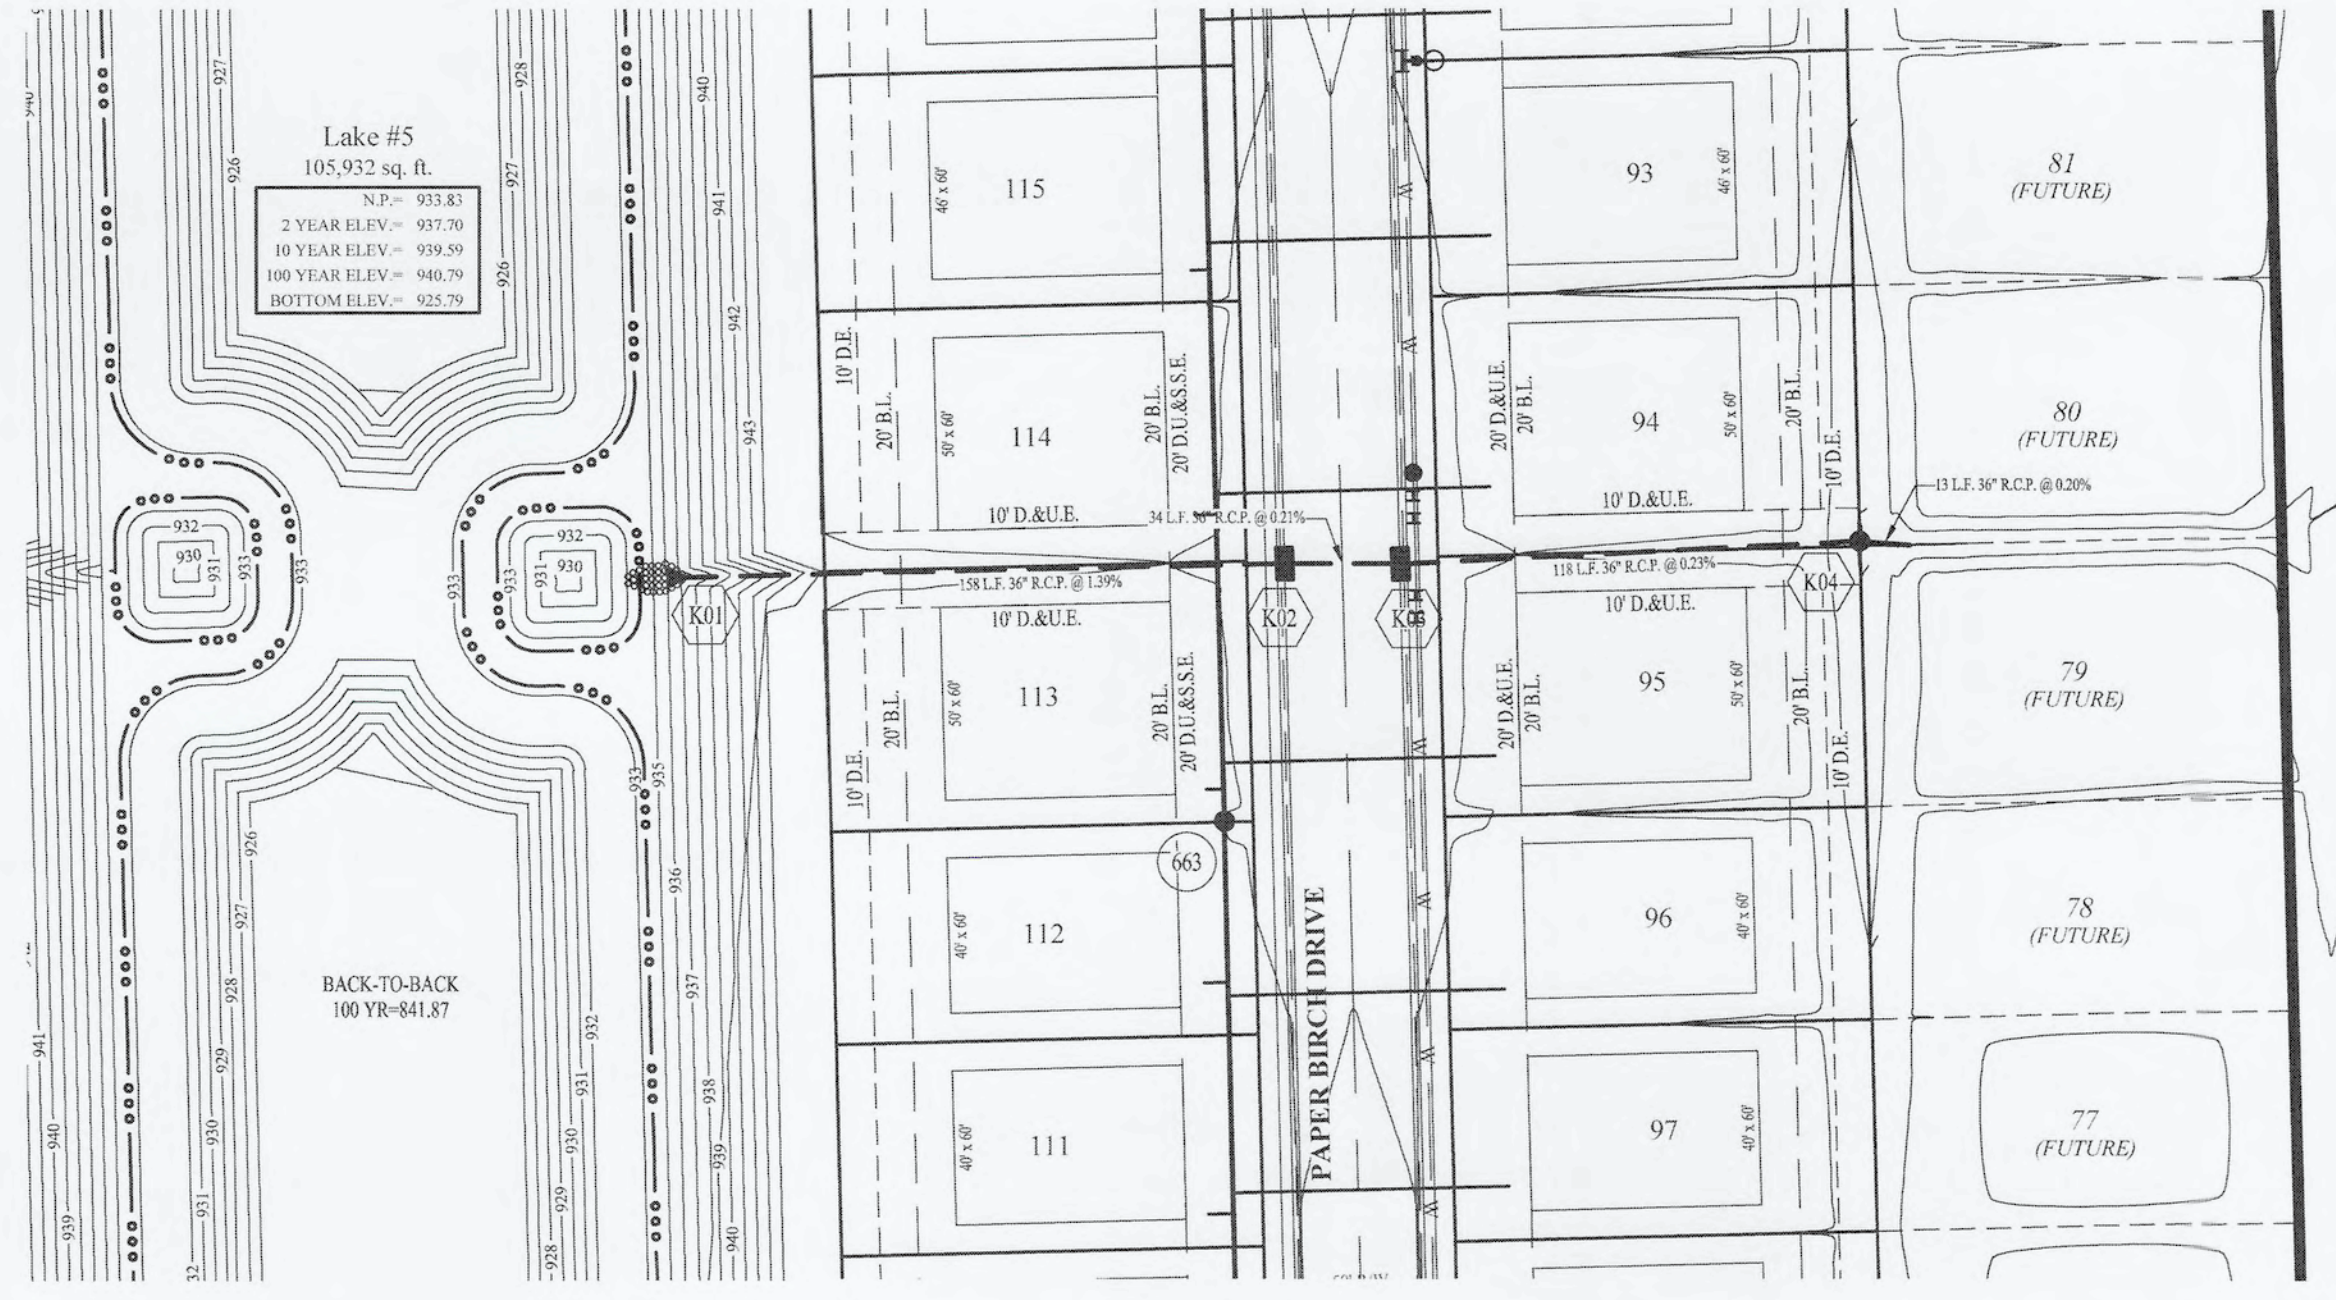 Lake #5
105,932 sq. ft.
N.P.= 933.83
2 YEAR ELEV.= 937.70
10 YEAR ELEV.= 939.59
100 YEAR ELEV.= 940.79
BOTTOM ELEV.= 925.79
940
927
926
928
927
926
940
941
942
943
932
930
931
933
933
933
933
931
932
930
933
935
936
937
938
939
940
926
927
928
929
930
931
32
932
931
930
929
928
941
940
939
BACK-TO-BACK
100 YR=841.87
K01
158 L.F. 36" R.C.P. @ 1.39%
34 L.F. 36" R.C.P. @ 0.21%
118 L.F. 36" R.C.P. @ 0.23%
13 L.F. 36" R.C.P. @ 0.20%
K02
K03
K04
663
PAPER BIRCH DRIVE
W
W
W
W
W
W
46' x 60'
115
10' D.E.
20' B.L.
50' x 60'
114
20' B.L.
20' D.U.&S.S.E.
10' D.&U.E.
10' D.&U.E.
10' D.E.
20' B.L.
50' x 60'
113
20' B.L.
20' D.U.&S.S.E.
40' x 60'
112
40' x 60'
111
93
46' x 60'
20' D.&U.E.
20' B.L.
94
50' x 60'
20' B.L.
10' D.E.
10' D.&U.E.
10' D.&U.E.
20' D.&U.E.
20' B.L.
95
50' x 60'
20' B.L.
10' D.E.
96
40' x 60'
97
40' x 60'
81
(FUTURE)
80
(FUTURE)
79
(FUTURE)
78
(FUTURE)
77
(FUTURE)